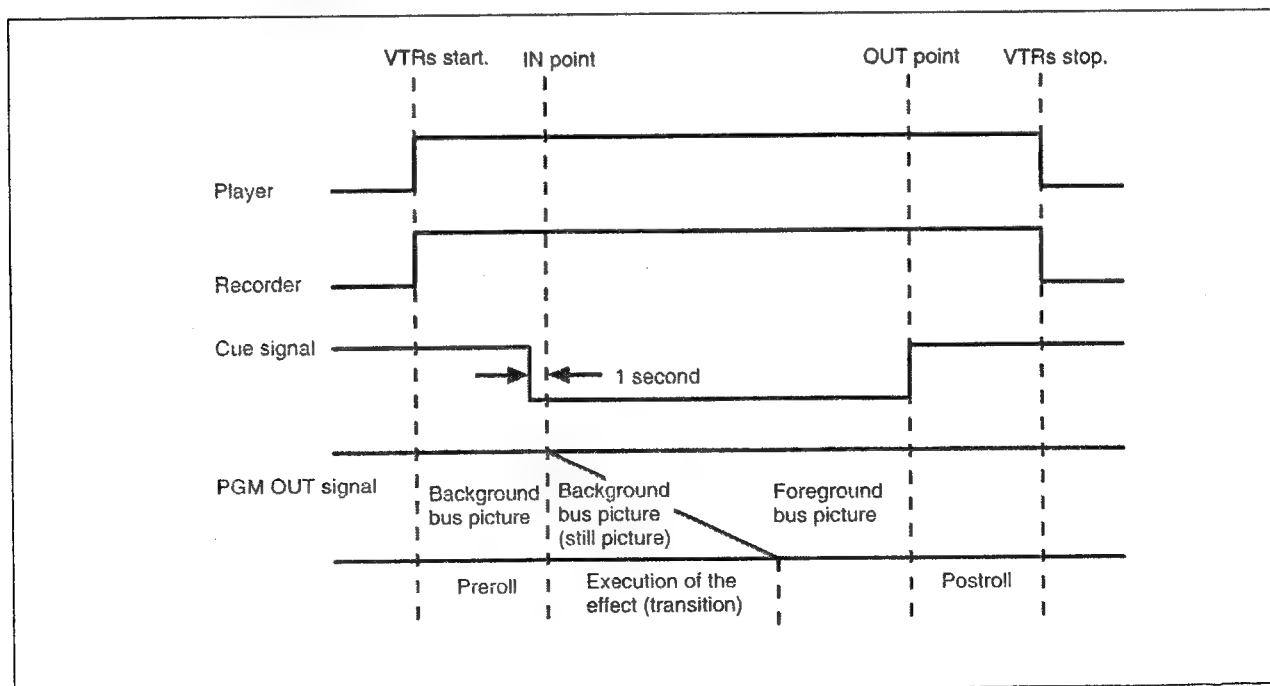 VTRs start. IN point OUT point VTRs stop.
Player
Recorder
Cue signal
1 second
PGM OUT signal
Background
bus picture
Background
bus picture
(still picture)
Foreground
bus picture
Preroll
Execution of the
effect (transition)
Postroll